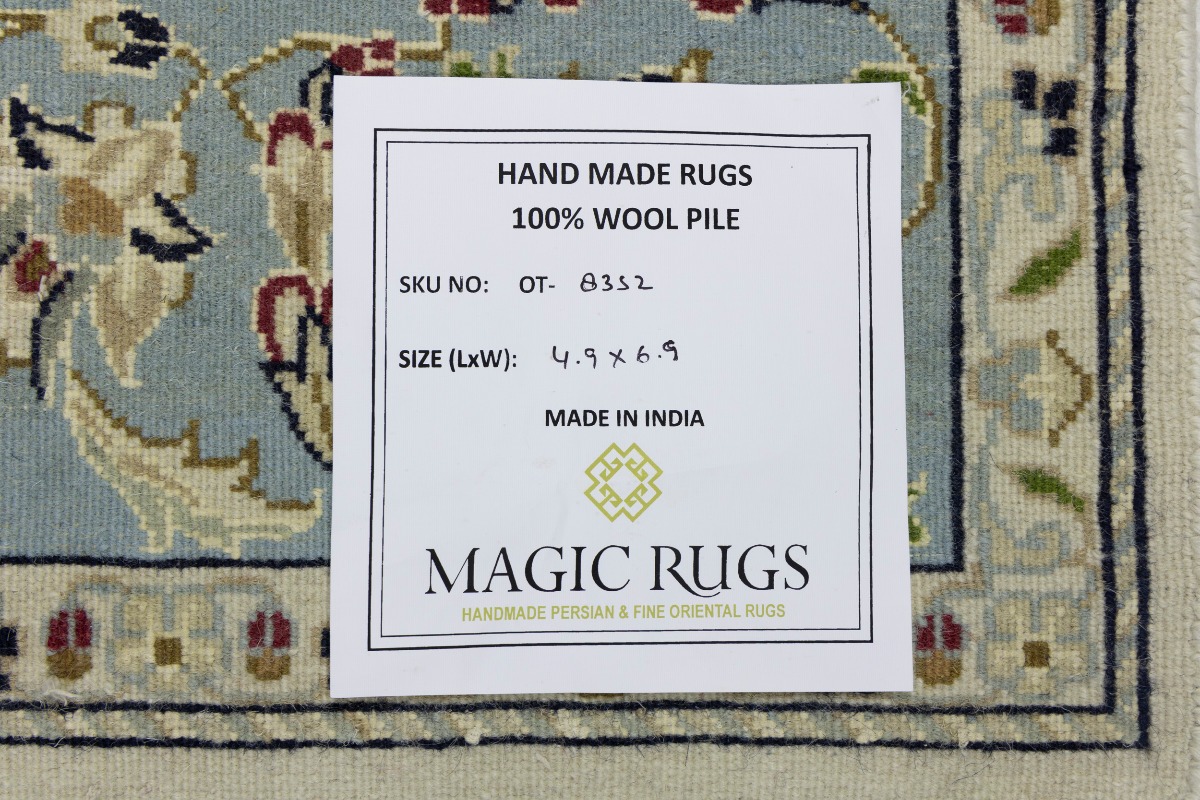 HAND MADE RUGS
100% WOOL PILE
SKU NO: OT- 8352
SIZE (LxW): 4.9 x 6.9
MADE IN INDIA
MAGIC RUGS
HANDMADE PERSIAN & FINE ORIENTAL RUGS